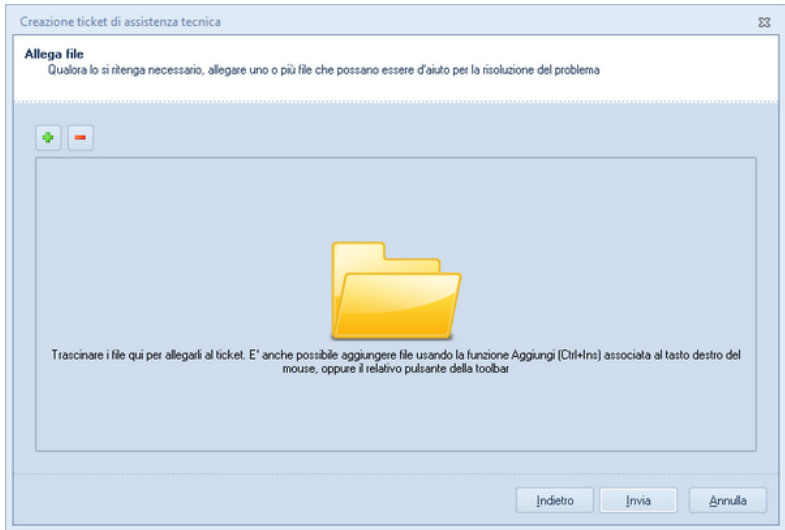 Creazione ticket di assistenza tecnica
Allega file
Qualora lo si ritenga necessario, allegare uno o più file che possano essere d'aiuto per la risoluzione del problema
Trascinare i file qui per allegarli al ticket. E' anche possibile aggiungere file usando la funzione Aggiungi (Ctrl+Ins) associata al tasto destro del
mouse, oppure il relativo pulsante della toolbar
Indietro
Invia
Annulla